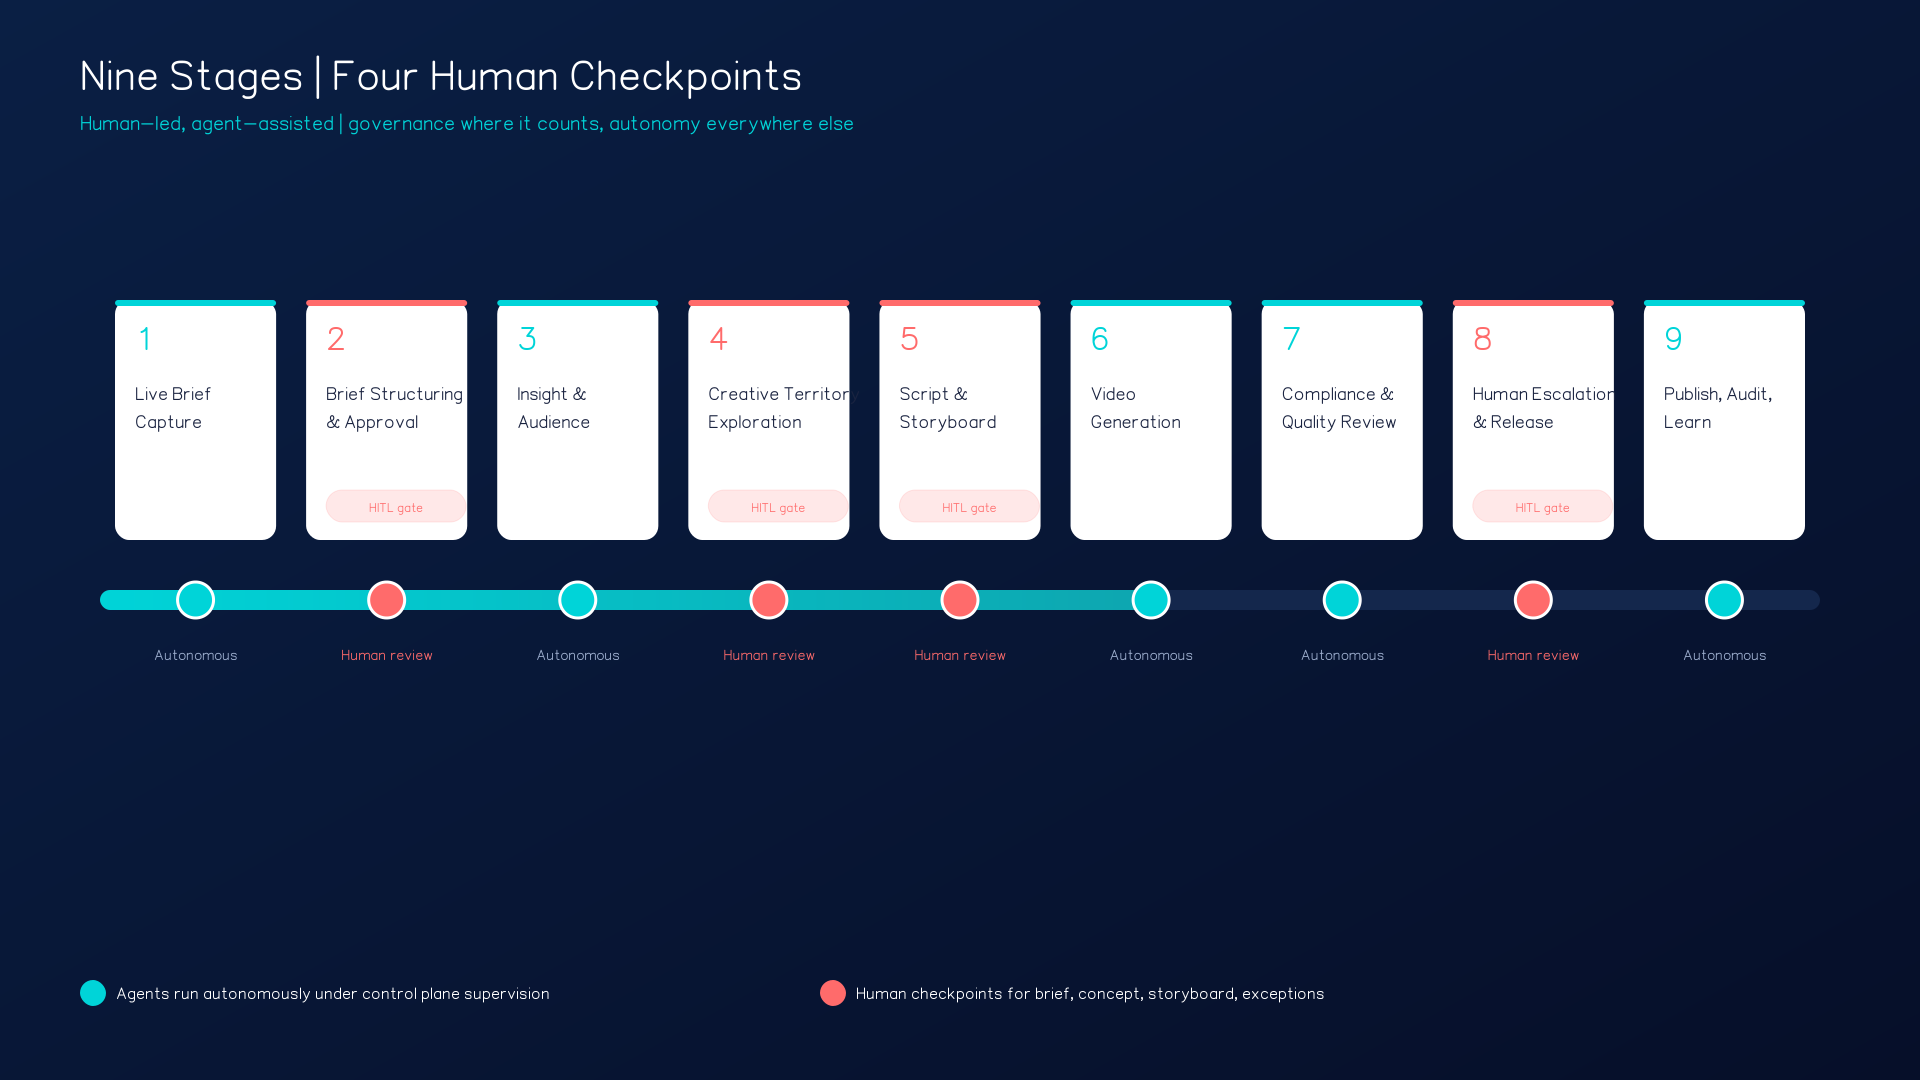 Nine Stages | Four Human Checkpoints
Human–led, agent–assisted | governance where it counts, autonomy everywhere else
1
Live Brief
Capture
2
Brief Structuring
& Approval
HITL gate
3
Insight &
Audience
4
Creative Territory
Exploration
HITL gate
5
Script &
Storyboard
HITL gate
6
Video
Generation
7
Compliance &
Quality Review
8
Human Escalation
& Release
HITL gate
9
Publish, Audit,
Learn
Autonomous
Human review
Autonomous
Human review
Human review
Autonomous
Autonomous
Human review
Autonomous
Agents run autonomously under control plane supervision
Human checkpoints for brief, concept, storyboard, exceptions